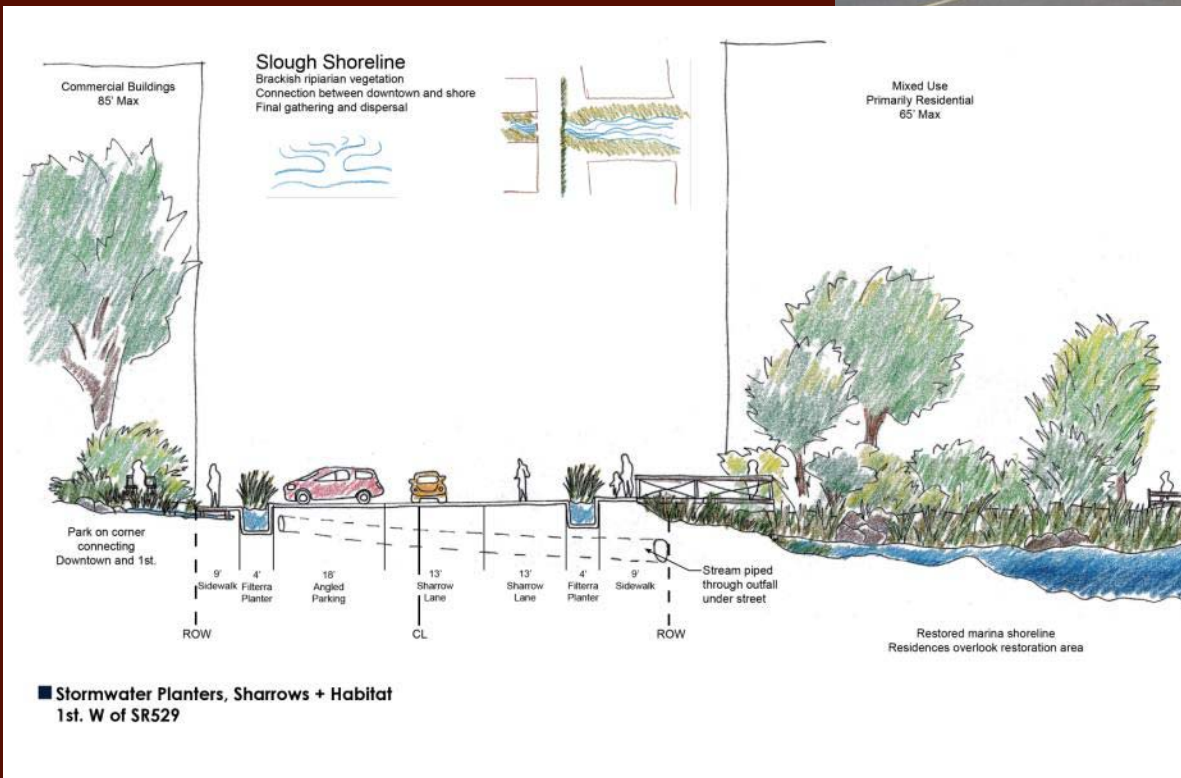 Slough Shoreline
Brackish ripiarian vegetation
Connection between downtown and shore
Final gathering and dispersal
Commercial Buildings
85' Max
Mixed Use
Primarily Residential
65' Max
Park on corner
connecting
Downtown and 1st.
9'
Sidewalk
4'
Filterra
Planter
18'
Angled
Parking
13'
Sharrow
Lane
13'
Sharrow
Lane
4'
Filterra
Planter
9'
Sidewalk
Stream piped
through outfall
under street
ROW
CL
ROW
Restored marina shoreline
Residences overlook restoration area
Stormwater Planters, Sharrows + Habitat
1st. W of SR529